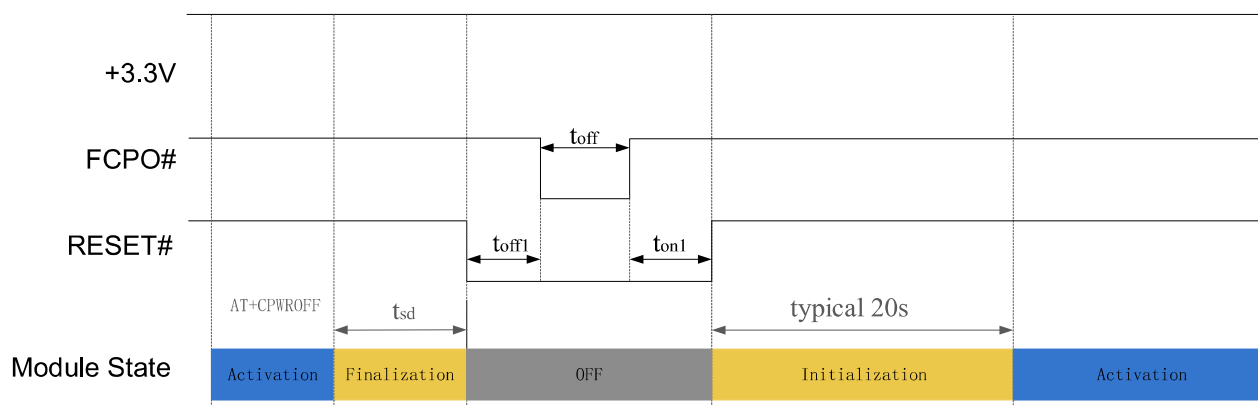 +3.3V
toff
FCPO#
RESET#
toff1
ton1
AT+CPWROFF
tsd
typical 20s
Module State
Activation
Finalization
OFF
Initialization
Activation